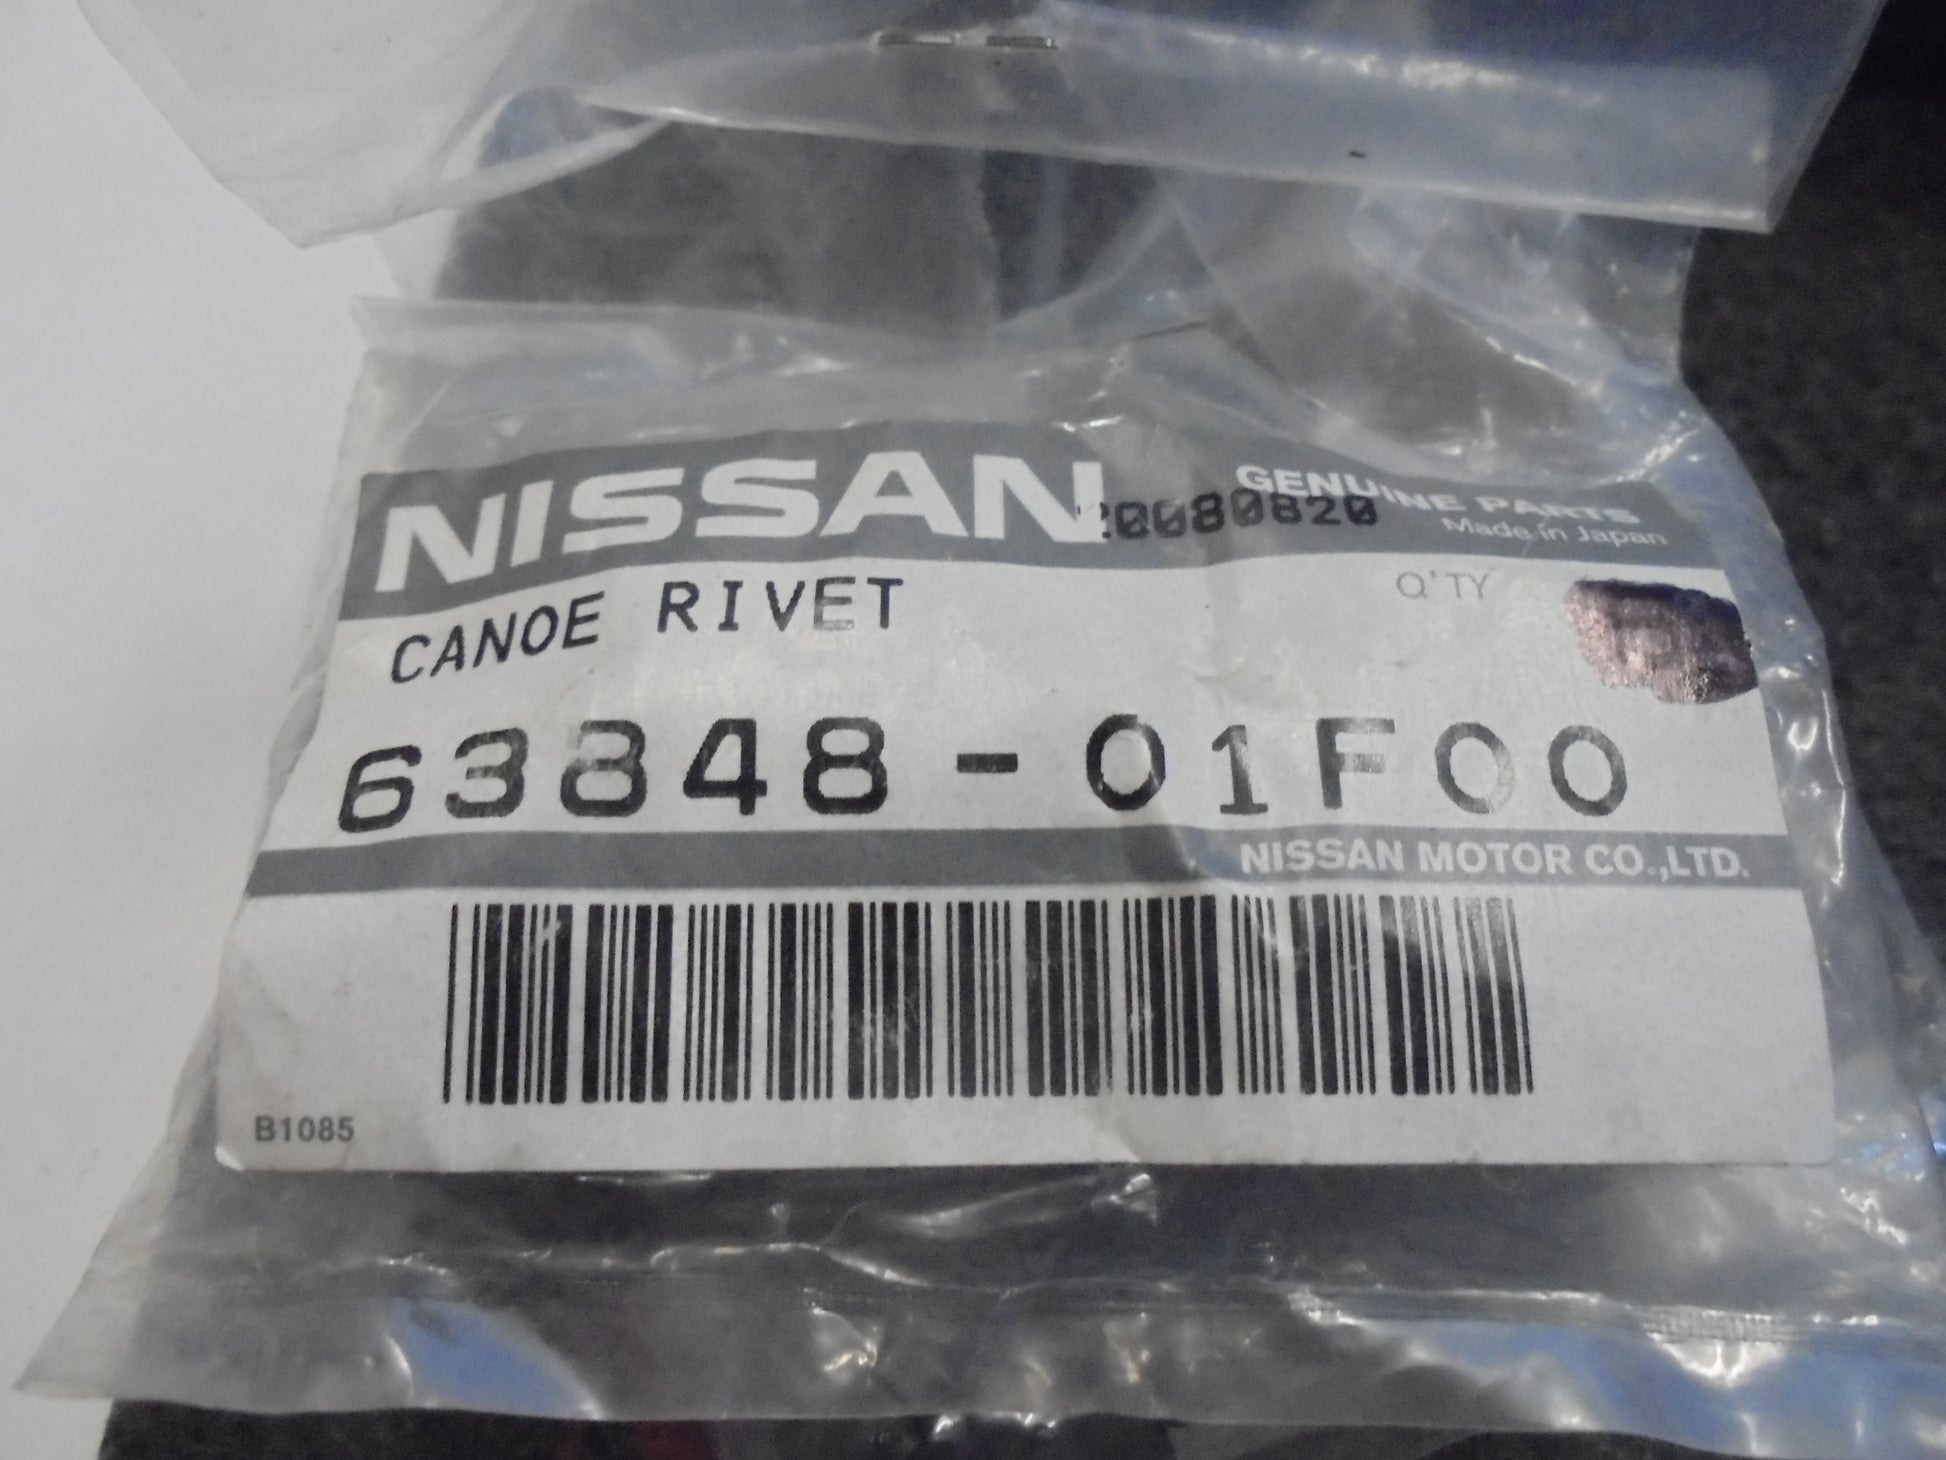 NISSAN
GENUINE PARTS
20080820
Made in Japan
CANOE RIVET
Q'TY
63848-01F00
NISSAN MOTOR CO.,LTD.
B1085